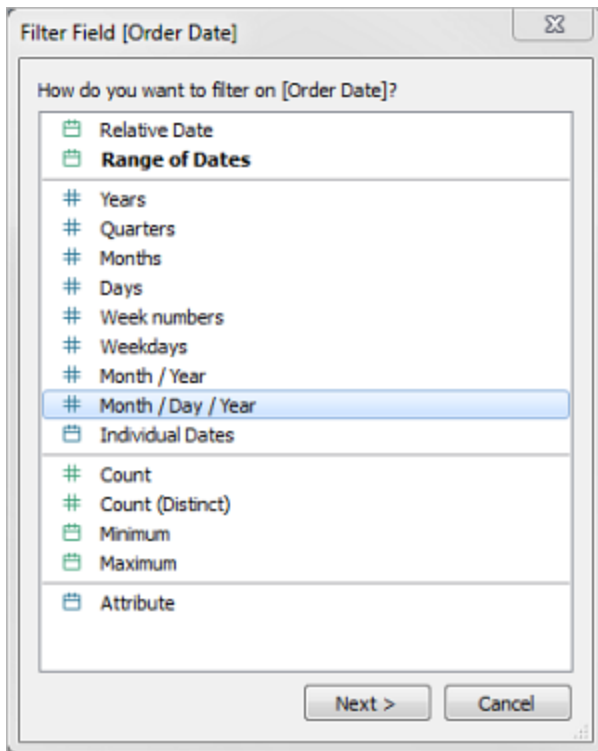 Filter Field [Order Date]
How do you want to filter on [Order Date]?
Relative Date
Range of Dates
# Years
# Quarters
# Months
# Days
# Week numbers
# Weekdays
# Month / Year
# Month / Day / Year
Individual Dates
# Count
# Count (Distinct)
Minimum
Maximum
Attribute
Next > Cancel